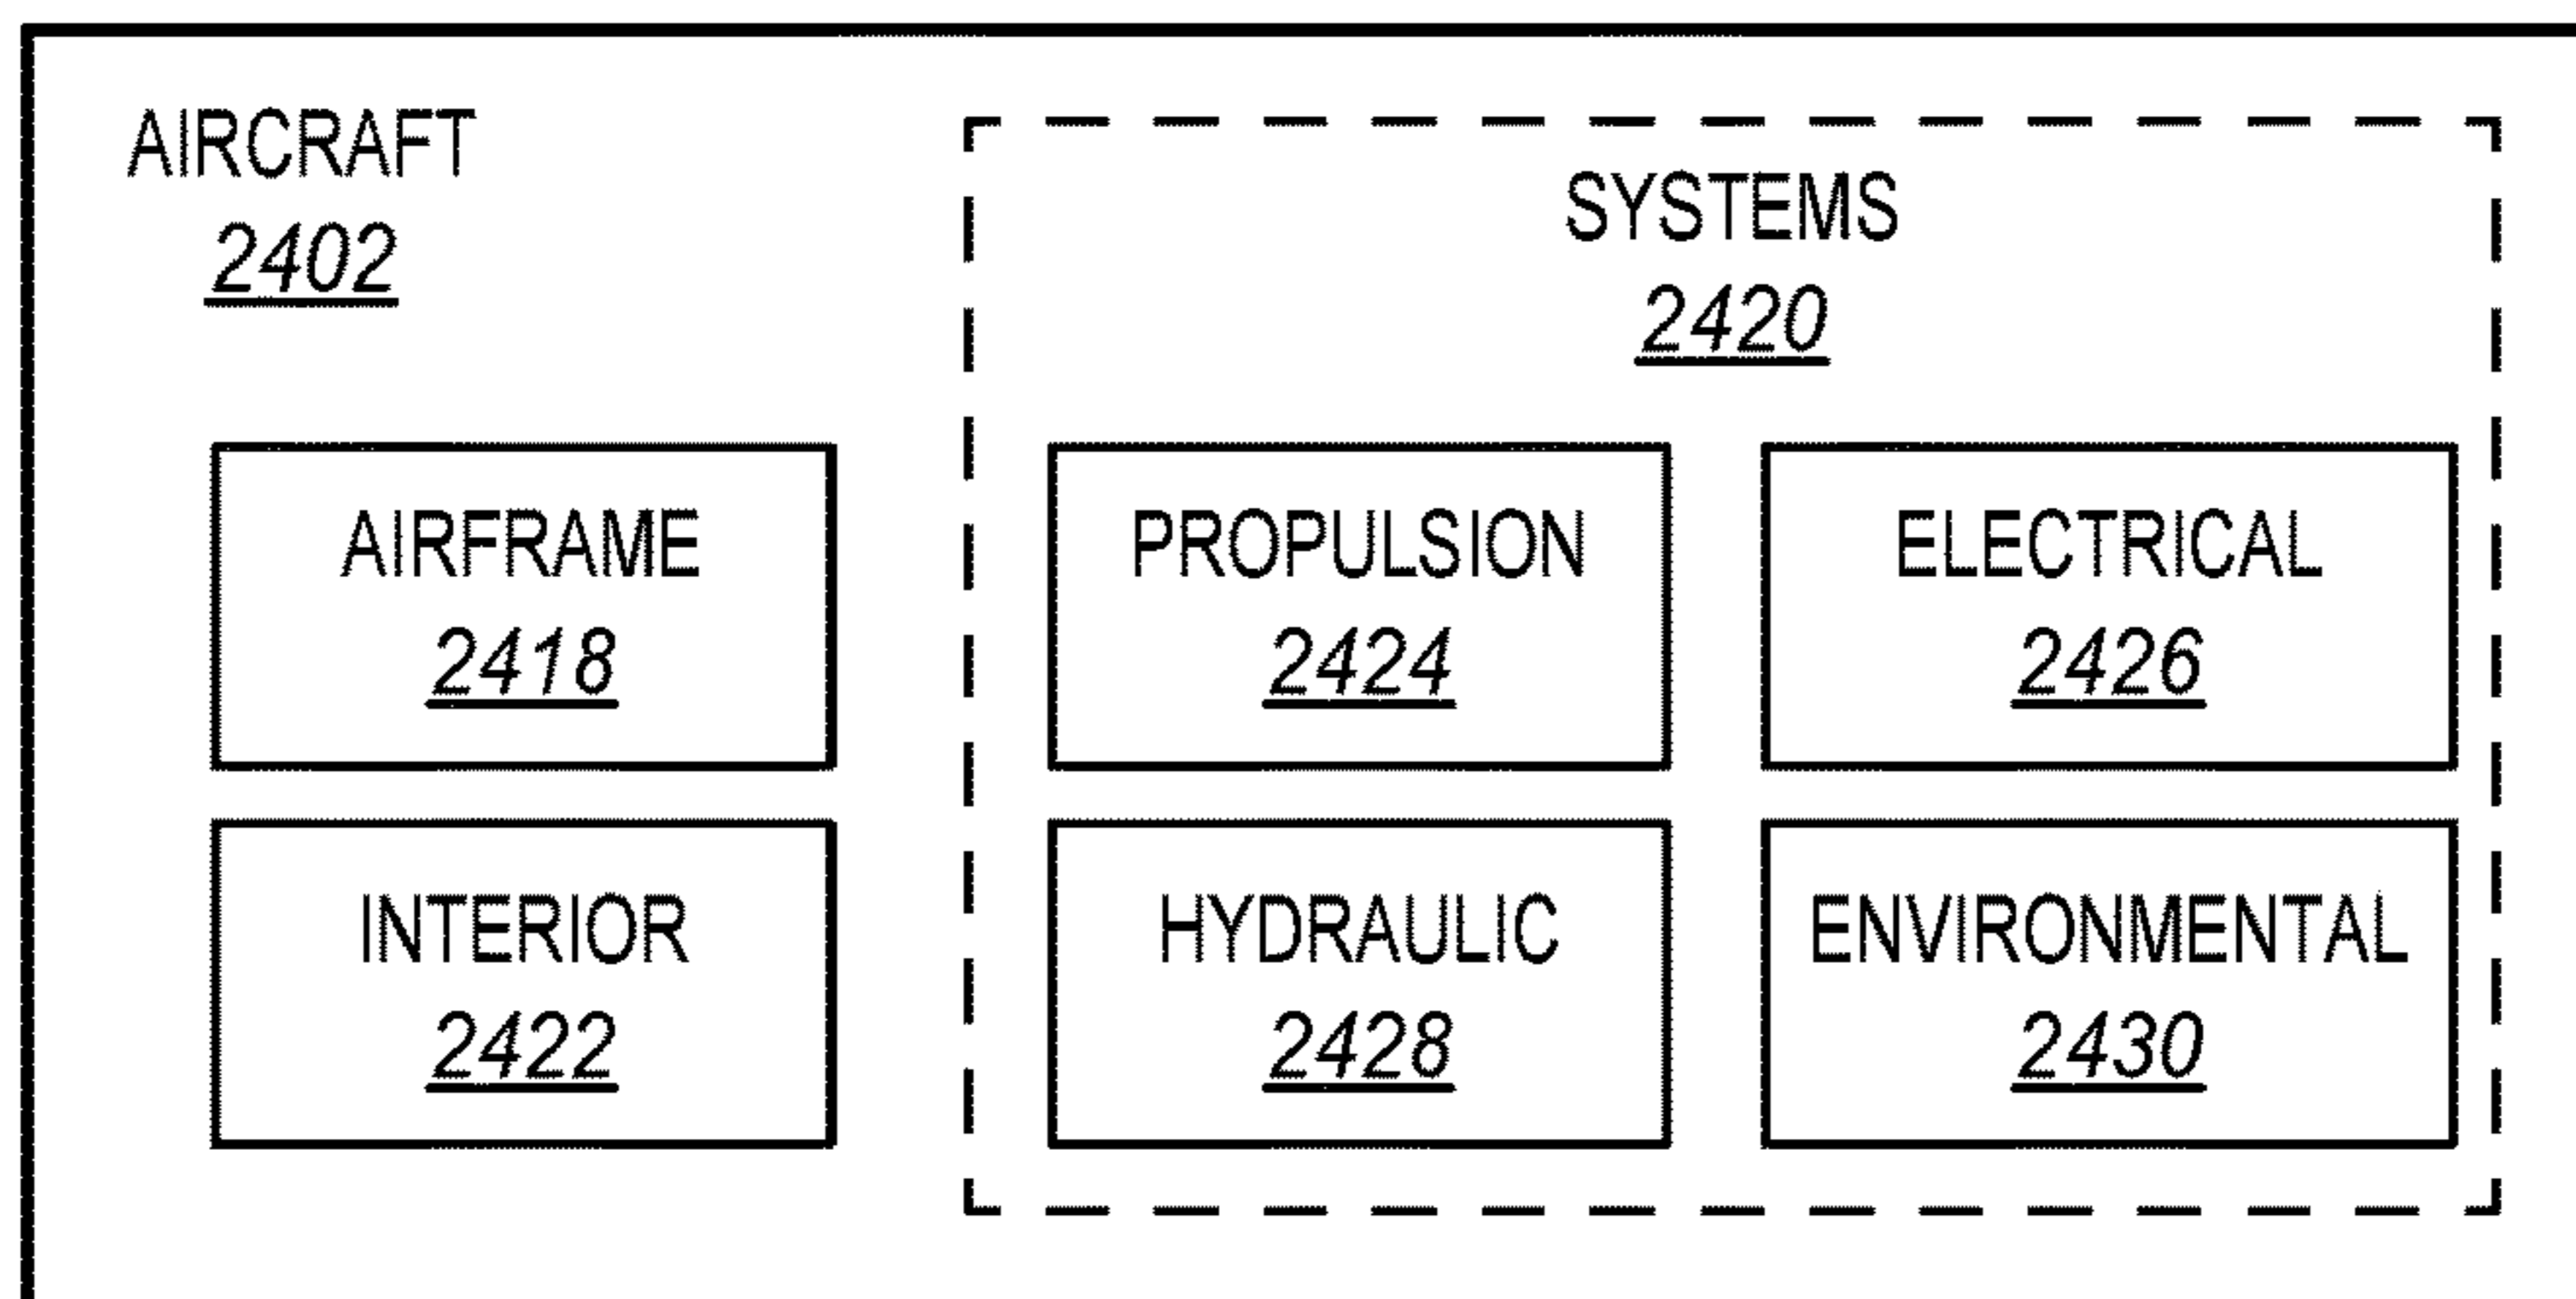 AIRCRAFT
2402
SYSTEMS
2420
AIRFRAME
2418
PROPULSION
2424
ELECTRICAL
2426
INTERIOR
2422
HYDRAULIC
2428
ENVIRONMENTAL
2430